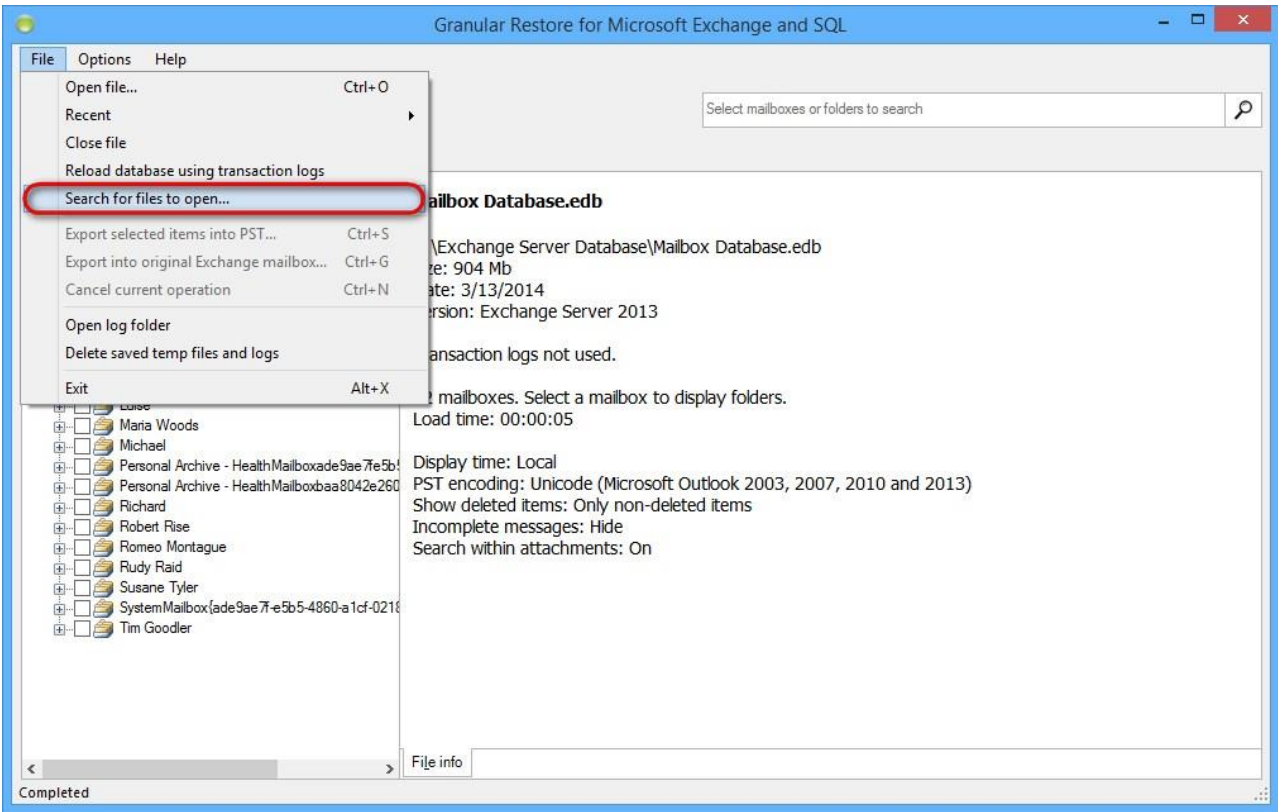 Granular Restore for Microsoft Exchange and SQL
File Options Help
Open file... Ctrl+O
Recent
Close file
Reload database using transaction logs
Search for files to open...
Export selected items into PST... Ctrl+S
Export into original Exchange mailbox... Ctrl+G
Cancel current operation Ctrl+N
Open log folder
Delete saved temp files and logs
Exit Alt+X
Select mailboxes or folders to search
Maria Woods
Michael
Personal Archive - HealthMailboxade9ae7fe5b5
Personal Archive - HealthMailboxbaa8042e260
Richard
Robert Rise
Romeo Montague
Rudy Raid
Susane Tyler
SystemMailbox{ade9ae7f-e5b5-4860-a1cf-0218
Tim Goodler
ailbox Database.edb
\Exchange Server Database\Mailbox Database.edb
ze: 904 Mb
ate: 3/13/2014
ersion: Exchange Server 2013
ansaction logs not used.
mailboxes. Select a mailbox to display folders.
Load time: 00:00:05
Display time: Local
PST encoding: Unicode (Microsoft Outlook 2003, 2007, 2010 and 2013)
Show deleted items: Only non-deleted items
Incomplete messages: Hide
Search within attachments: On
File info
Completed